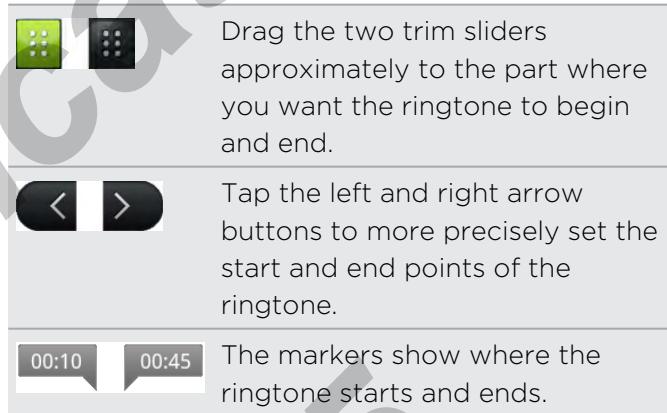 Drag the two trim sliders
approximately to the part where
you want the ringtone to begin
and end.
Tap the left and right arrow
buttons to more precisely set the
start and end points of the
ringtone.
00:10 00:45 The markers show where the
ringtone starts and ends.